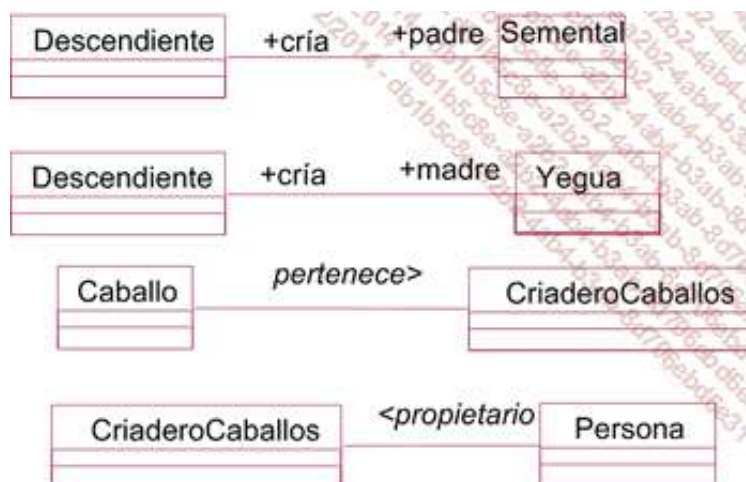 Descendiente +cría +padre Semental
Descendiente +cría +madre Yegua
Caballo pertenece> CriaderoCaballos
CriaderoCaballos <propietario Persona